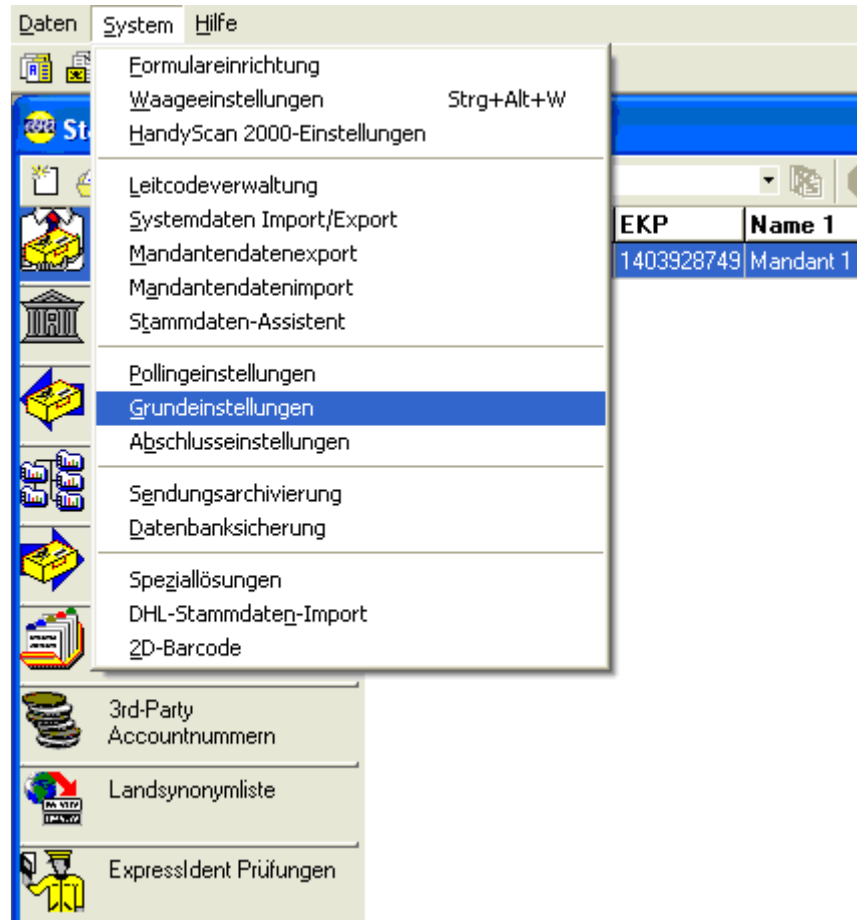 Daten System Hilfe
Formulareinrichtung
Waageeinstellungen Strg+Alt+W
HandyScan 2000-Einstellungen
St
Leitcodeverwaltung
Systemdaten Import/Export
Mandantendatenexport
Mandantendatenimport
Stammdaten-Assistent
EKP Name 1
1403928749 Mandant 1
Pollingeinstellungen
Grundeinstellungen
Abschlusseinstellungen
Sendungsarchivierung
Datenbanksicherung
Speziallösungen
DHL-Stammdaten-Import
2D-Barcode
3rd-Party
Accountnummern
Landsynonymliste
ExpressIdent Prüfungen